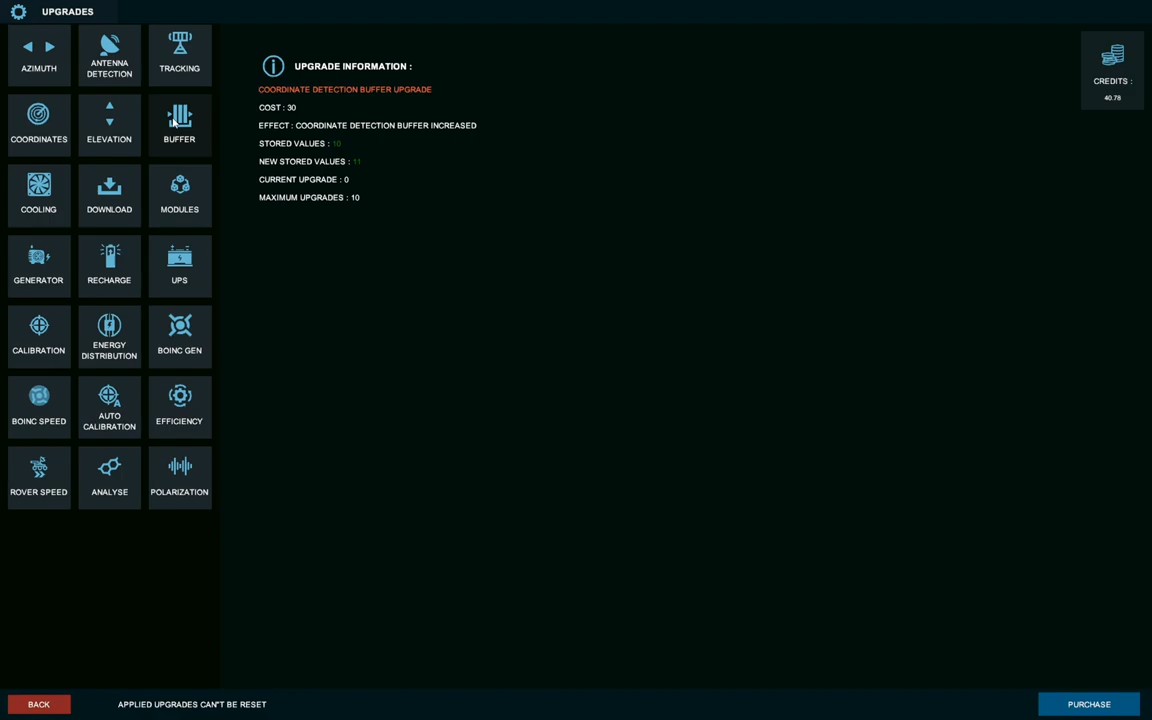 UPGRADES
AZIMUTH
ANTENNA
DETECTION
TRACKING
COORDINATES
ELEVATION
BUFFER
COOLING
DOWNLOAD
MODULES
GENERATOR
RECHARGE
UPS
CALIBRATION
ENERGY
DISTRIBUTION
BOINC GEN
BOINC SPEED
AUTO
CALIBRATION
EFFICIENCY
ROVER SPEED
ANALYSE
POLARIZATION
UPGRADE INFORMATION :
COORDINATE DETECTION BUFFER UPGRADE
COST : 30
EFFECT : COORDINATE DETECTION BUFFER INCREASED
STORED VALUES : 10
NEW STORED VALUES : 11
CURRENT UPGRADE : 0
MAXIMUM UPGRADES : 10
CREDITS :
40.78
BACK
APPLIED UPGRADES CAN"T BE RESET
PURCHASE